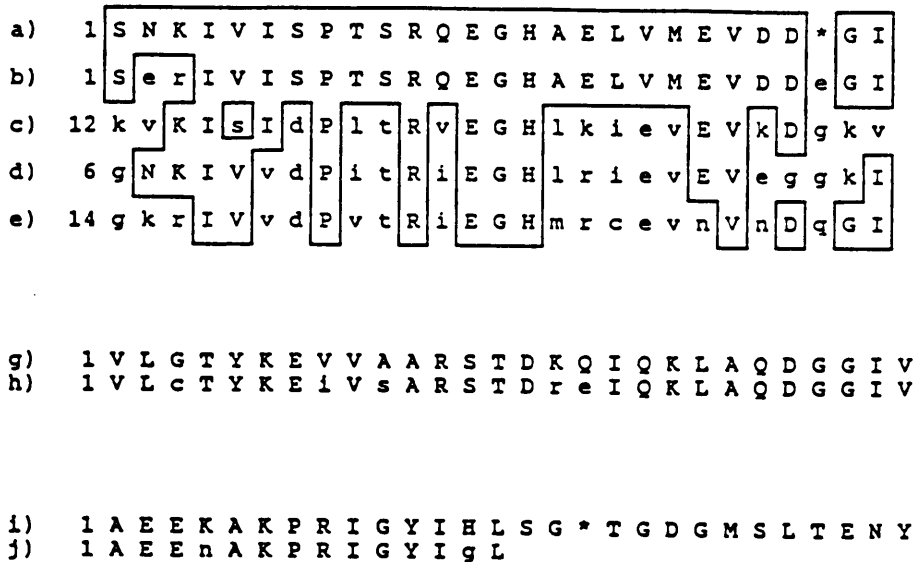 a) 1 S N K I V I S P T S R Q E G H A E L V M E V D D * G I
b) 1 S e r I V I S P T S R Q E G H A E L V M E V D D e G I
c) 12 k v K I s I d P l t R v E G H l k i e v E V k D g k v
d) 6 g N K I V v d P i t R i E G H l r i e v E V e g g k I
e) 14 g k r I V v d P v t R i E G H m r c e v n V n D q G I
g) 1 V L G T Y K E V V A A R S T D K Q I Q K L A Q D G G I V
h) 1 V L c T Y K E i V s A R S T D r e I Q K L A Q D G G I V
i) 1 A E E K A K P R I G Y I H L S G * T G D G M S L T E N Y
j) 1 A E E n A K P R I G Y I g L